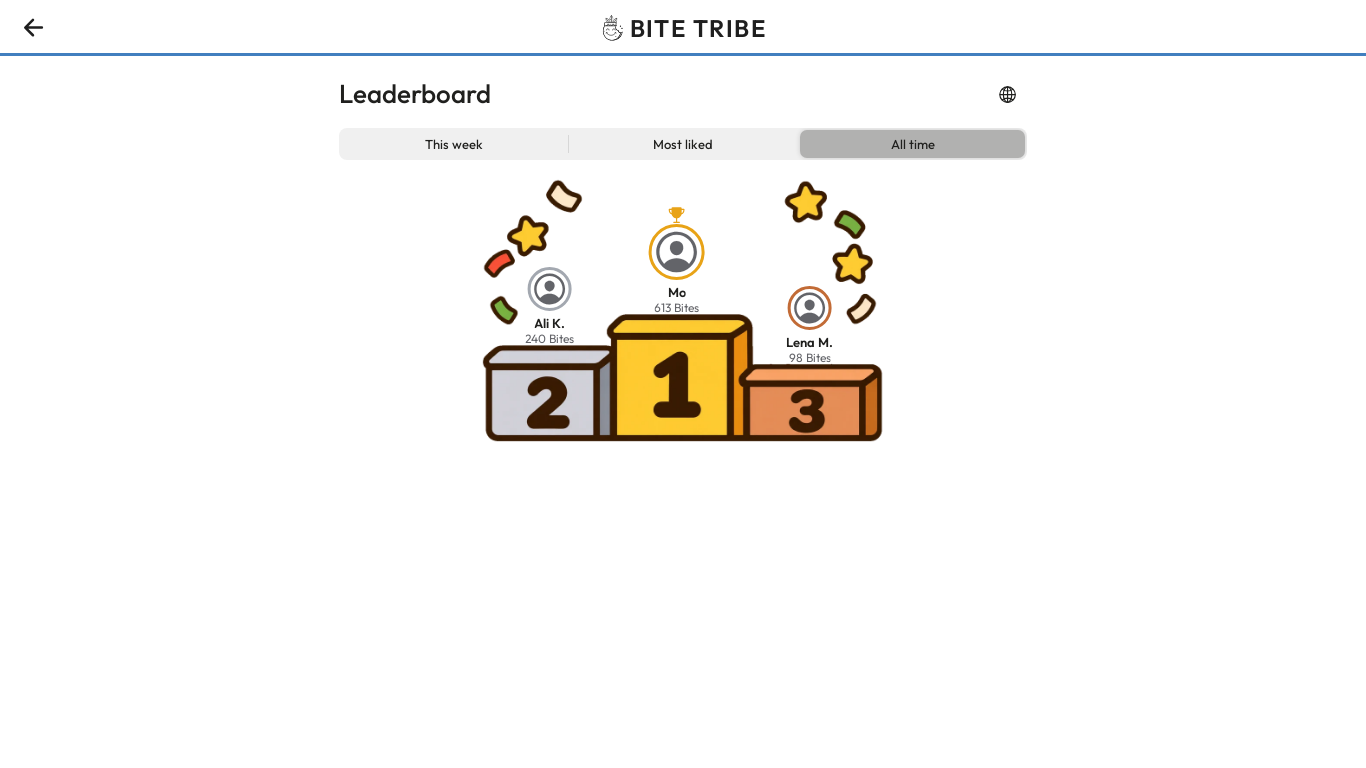 BITE TRIBE
Leaderboard
This week
Most liked
All time
Mo
613 Bites
Ali K.
240 Bites
Lena M.
98 Bites
1
2
3